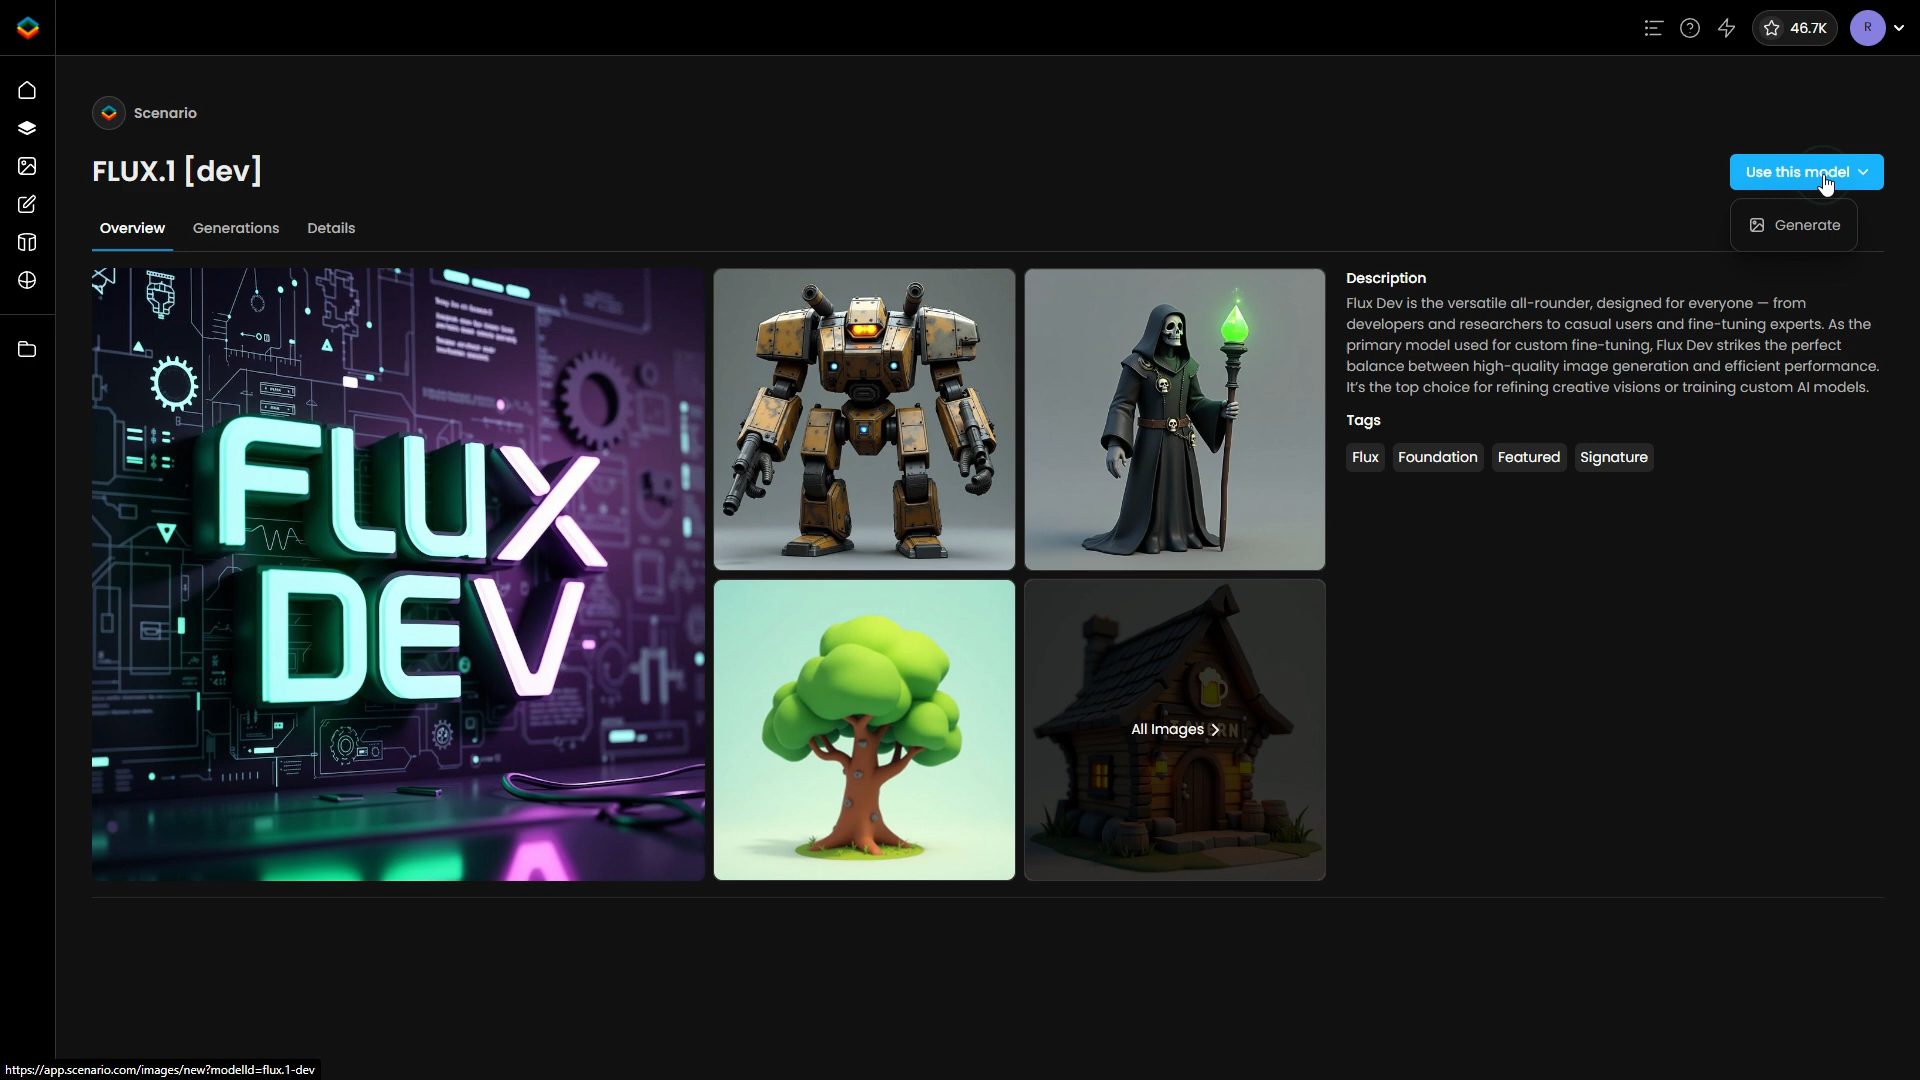 46.7K
R
Scenario
FLUX.1 [dev]
Use this model
Generate
Overview
Generations
Details
Description
Flux Dev is the versatile all-rounder, designed for everyone — from
developers and researchers to casual users and fine-tuning experts. As the
primary model used for custom fine-tuning, Flux Dev strikes the perfect
balance between high-quality image generation and efficient performance.
It's the top choice for refining creative visions or training custom AI models.
Tags
Flux
Foundation
Featured
Signature
FLUX
DEV
All Images
https://app.scenario.com/images/new?modelId=flux.1-dev